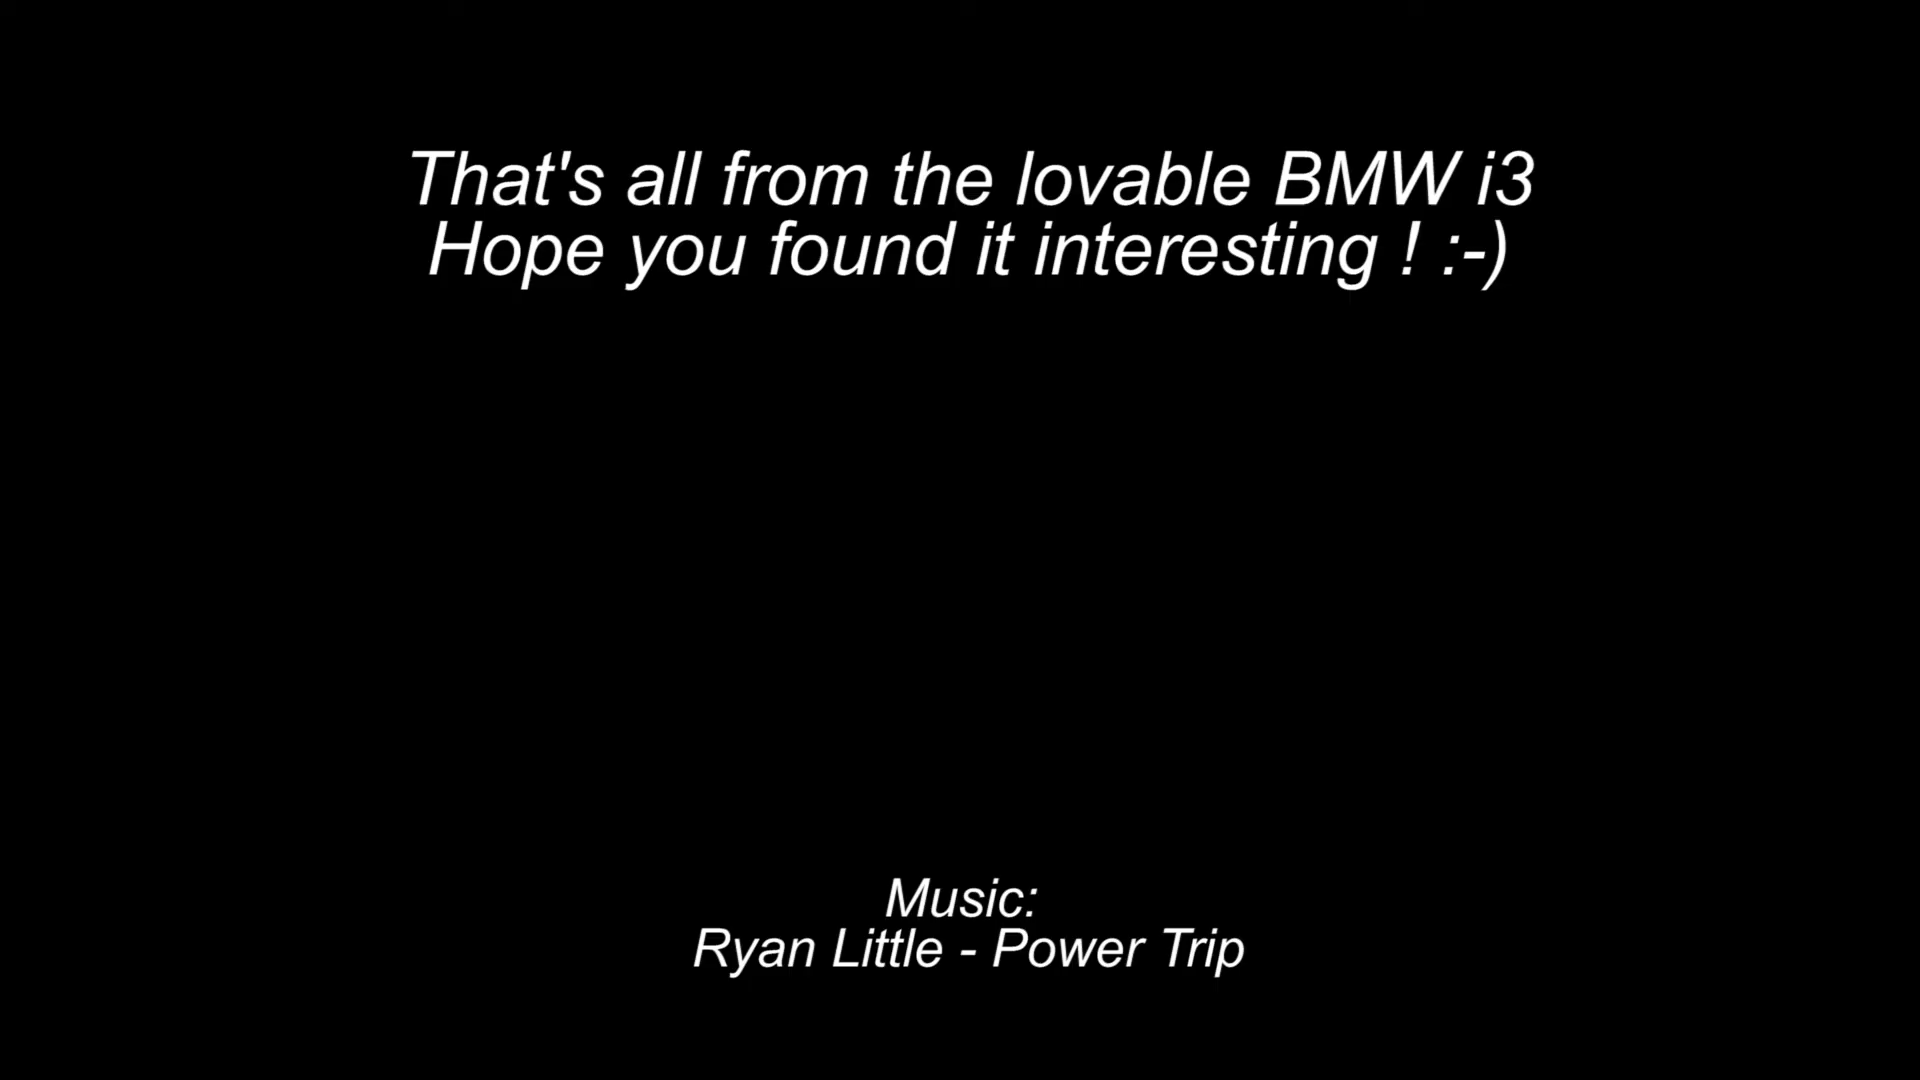 That's all from the lovable BMW i3
Hope you found it interesting ! :-)
Music:
Ryan Little - Power Trip